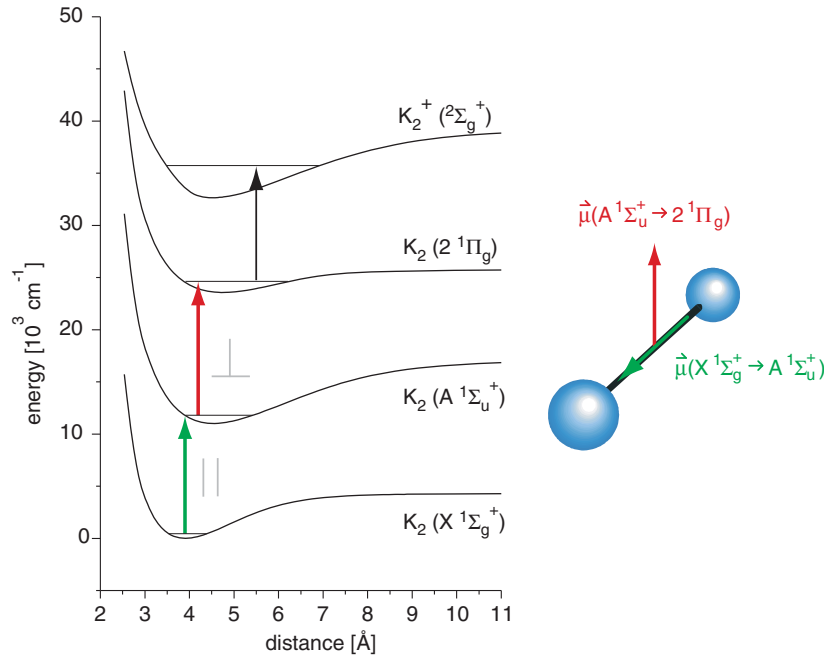 50
40
30
20
10
0
energy [10³ cm⁻¹]
2 3 4 5 6 7 8 9 10 11
distance [Å]
K₂⁺ (²Σg⁺)
K₂ (2 ¹Πg)
K₂ (A ¹Σu⁺)
K₂ (X ¹Σg⁺)
⊥
||
μ⃗(A ¹Σu⁺ → 2 ¹Πg)
μ⃗(X ¹Σg⁺ → A ¹Σu⁺)